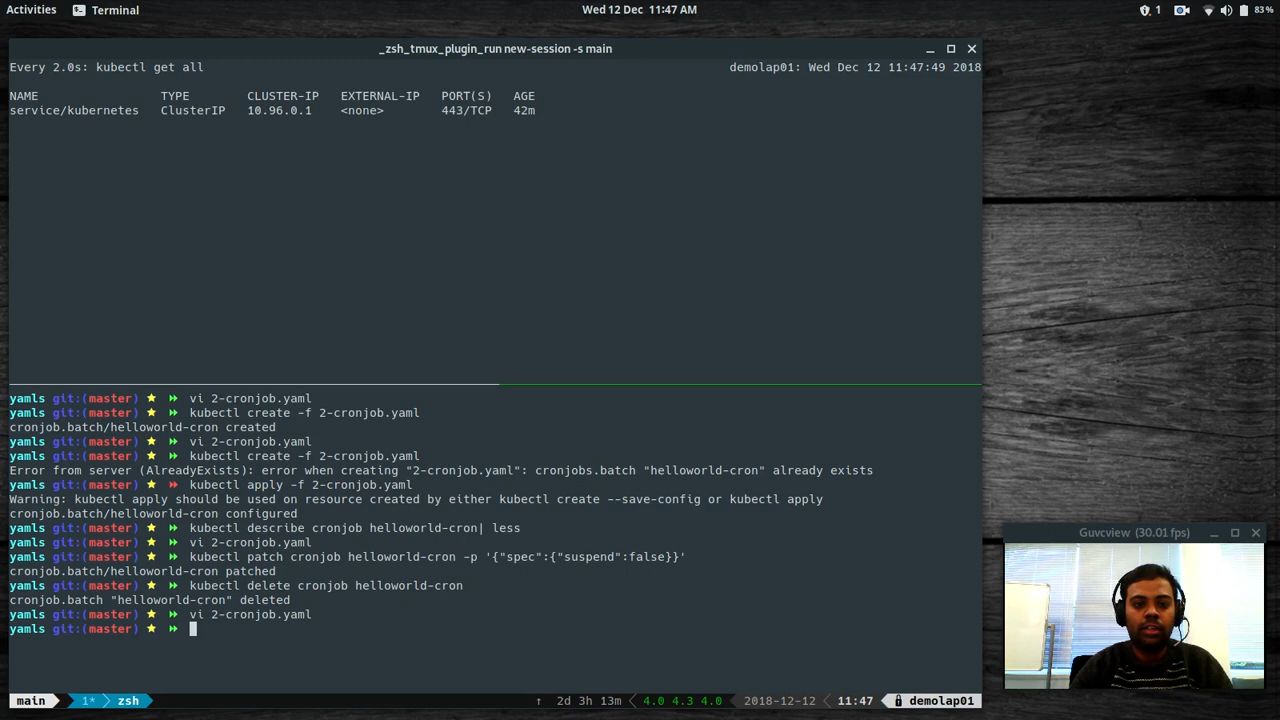 Activities Terminal Wed 12 Dec 11:47 AM 1 83%
_zsh_tmux_plugin_run new-session -s main
Every 2.0s: kubectl get all demolap01: Wed Dec 12 11:47:49 2018
NAME TYPE CLUSTER-IP EXTERNAL-IP PORT(S) AGE
service/kubernetes ClusterIP 10.96.0.1 <none> 443/TCP 42m
yamls git:(master) vi 2-cronjob.yaml
yamls git:(master) kubectl create -f 2-cronjob.yaml
cronjob.batch/helloworld-cron created
yamls git:(master) vi 2-cronjob.yaml
yamls git:(master) kubectl create -f 2-cronjob.yaml
Error from server (AlreadyExists): error when creating "2-cronjob.yaml": cronjobs.batch "helloworld-cron" already exists
yamls git:(master) kubectl apply -f 2-cronjob.yaml
Warning: kubectl apply should be used on resource created by either kubectl create --save-config or kubectl apply
cronjob.batch/helloworld-cron configured
yamls git:(master) kubectl describe cronjob helloworld-cron| less
yamls git:(master) vi 2-cronjob.yaml
yamls git:(master) kubectl patch cronjob helloworld-cron -p '{"spec":{"suspend":false}}'
cronjob.batch/helloworld-cron patched
yamls git:(master) kubectl delete cronjob helloworld-cron
cronjob.batch "helloworld-cron" deleted
yamls git:(master) vi 2-cronjob.yaml
yamls git:(master)
Guvcview (30.01 fps)
main 1* zsh ↑ 2d 3h 13m 4.0 4.3 4.0 2018-12-12 11:47 demolap01